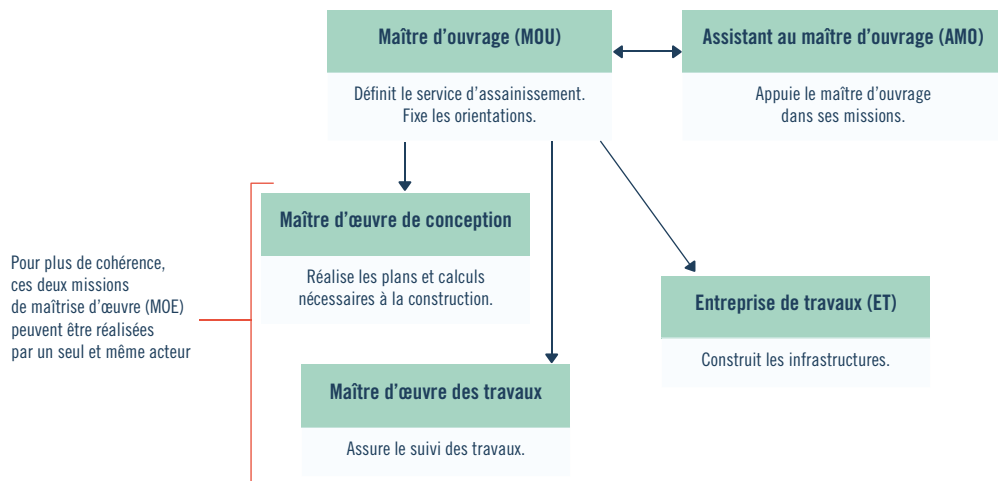 Maître d’ouvrage (MOU)
Définit le service d’assainissement.
Fixe les orientations.
Assistant au maître d’ouvrage (AMO)
Appuie le maître d’ouvrage
dans ses missions.
Pour plus de cohérence,
ces deux missions
de maîtrise d’œuvre (MOE)
peuvent être réalisées
par un seul et même acteur
Maître d’œuvre de conception
Réalise les plans et calculs
nécessaires à la construction.
Entreprise de travaux (ET)
Construit les infrastructures.
Maître d’œuvre des travaux
Assure le suivi des travaux.